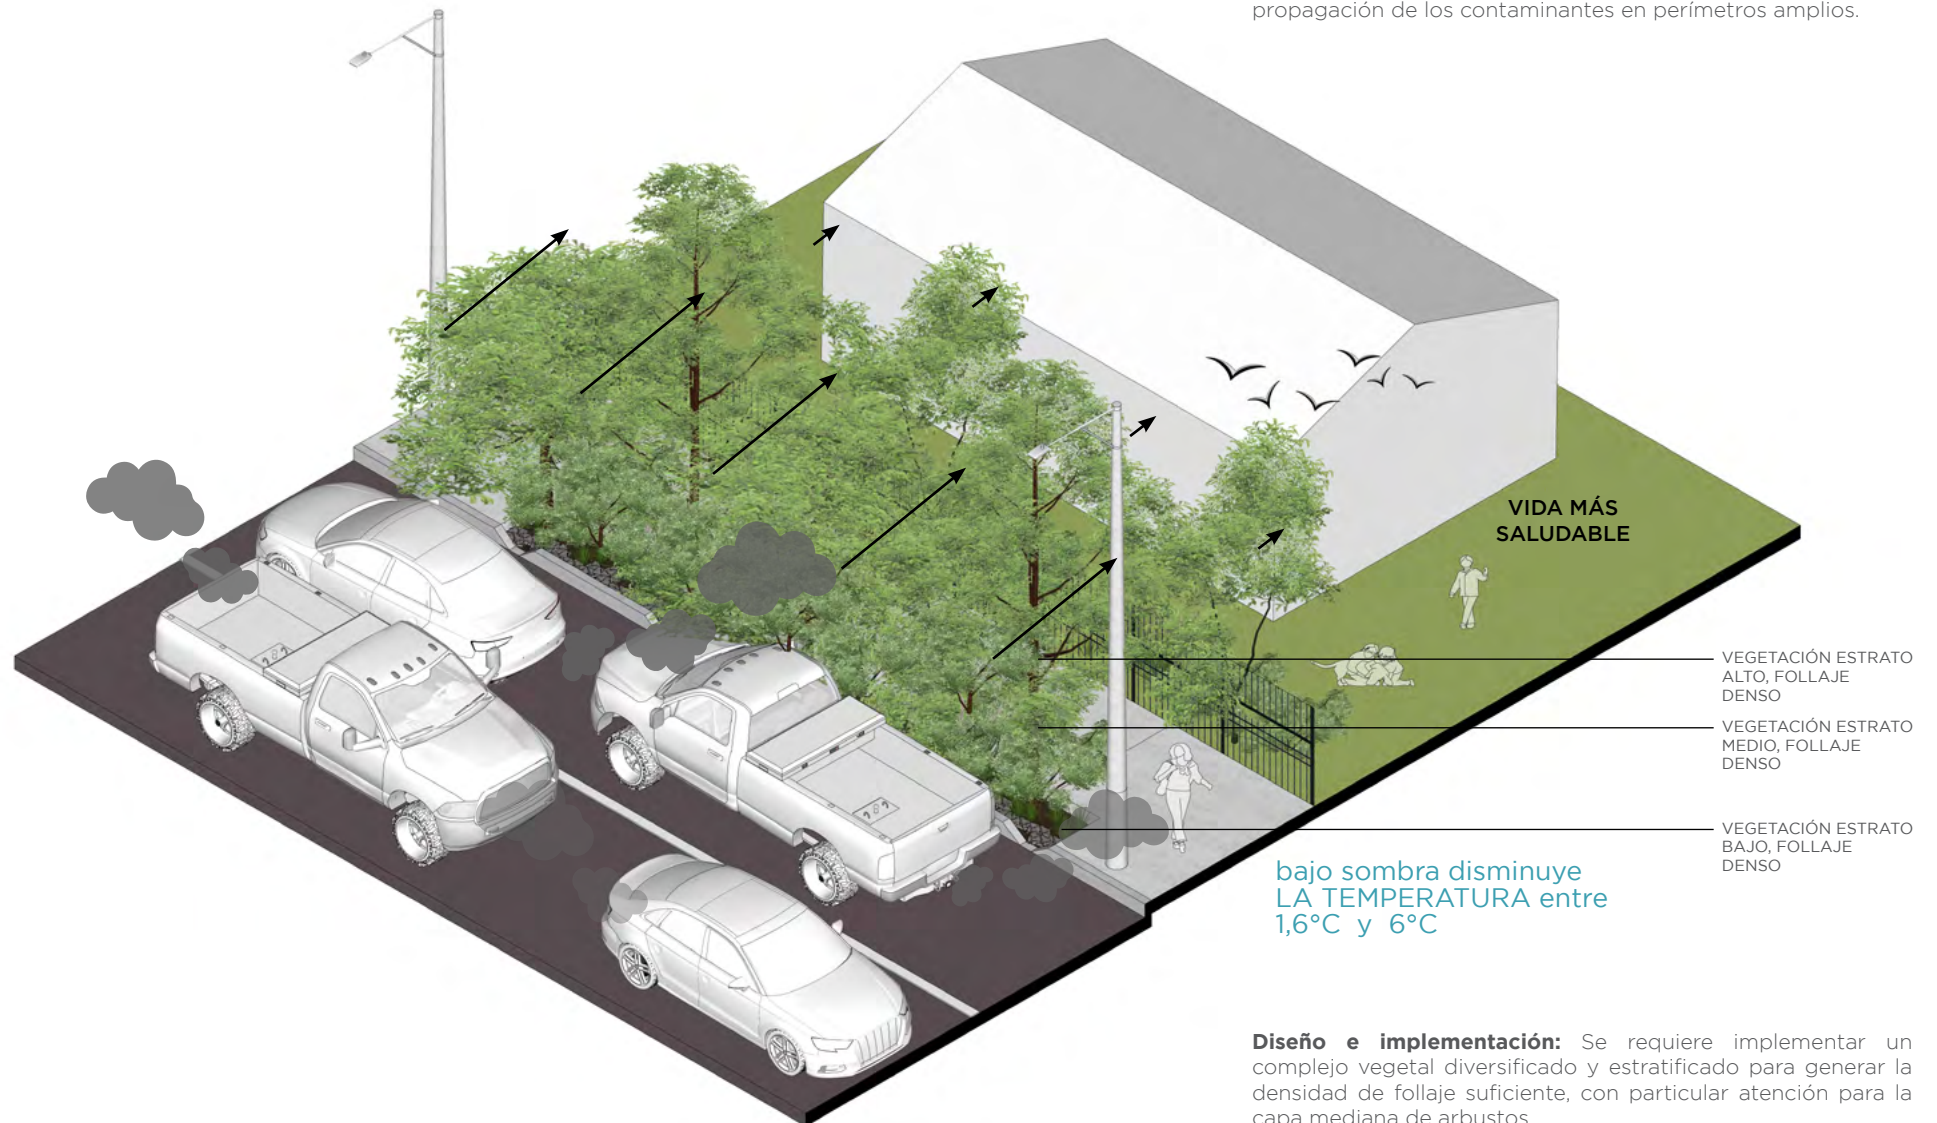 propagación de los contaminantes en perímetros amplios.
VIDA MÁS
SALUDABLE
VEGETACIÓN ESTRATO
ALTO, FOLLAJE
DENSO
VEGETACIÓN ESTRATO
MEDIO, FOLLAJE
DENSO
VEGETACIÓN ESTRATO
BAJO, FOLLAJE
DENSO
bajo sombra disminuye
LA TEMPERATURA entre
1,6°C y 6°C
Diseño e implementación: Se requiere implementar un
complejo vegetal diversificado y estratificado para generar la
densidad de follaje suficiente, con particular atención para la
capa mediana de arbustos